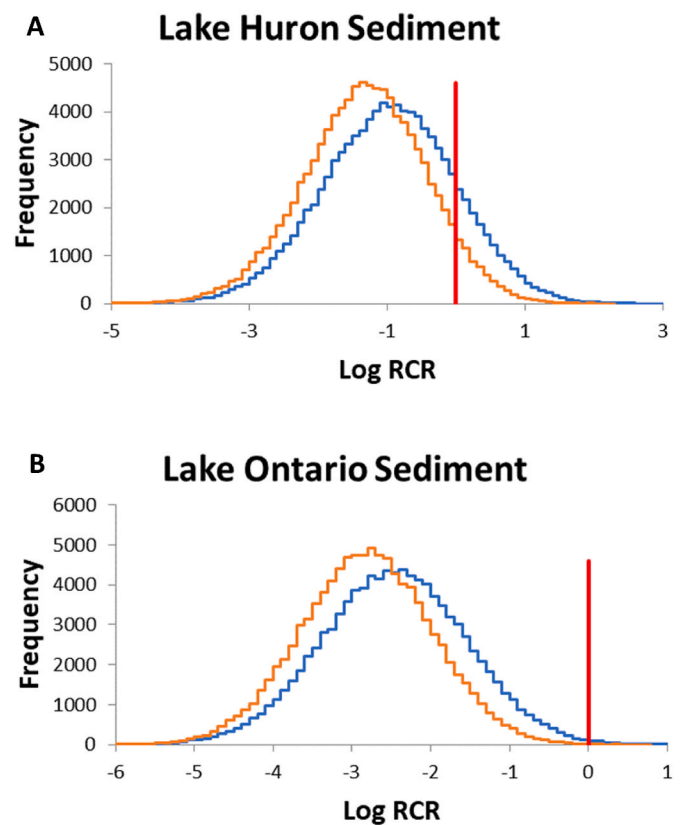 A
Lake Huron Sediment
5000
4000
3000
2000
1000
0
Frequency
-5 -3 -1 1 3
Log RCR
B
Lake Ontario Sediment
6000
5000
4000
3000
2000
1000
0
Frequency
-6 -5 -4 -3 -2 -1 0 1
Log RCR